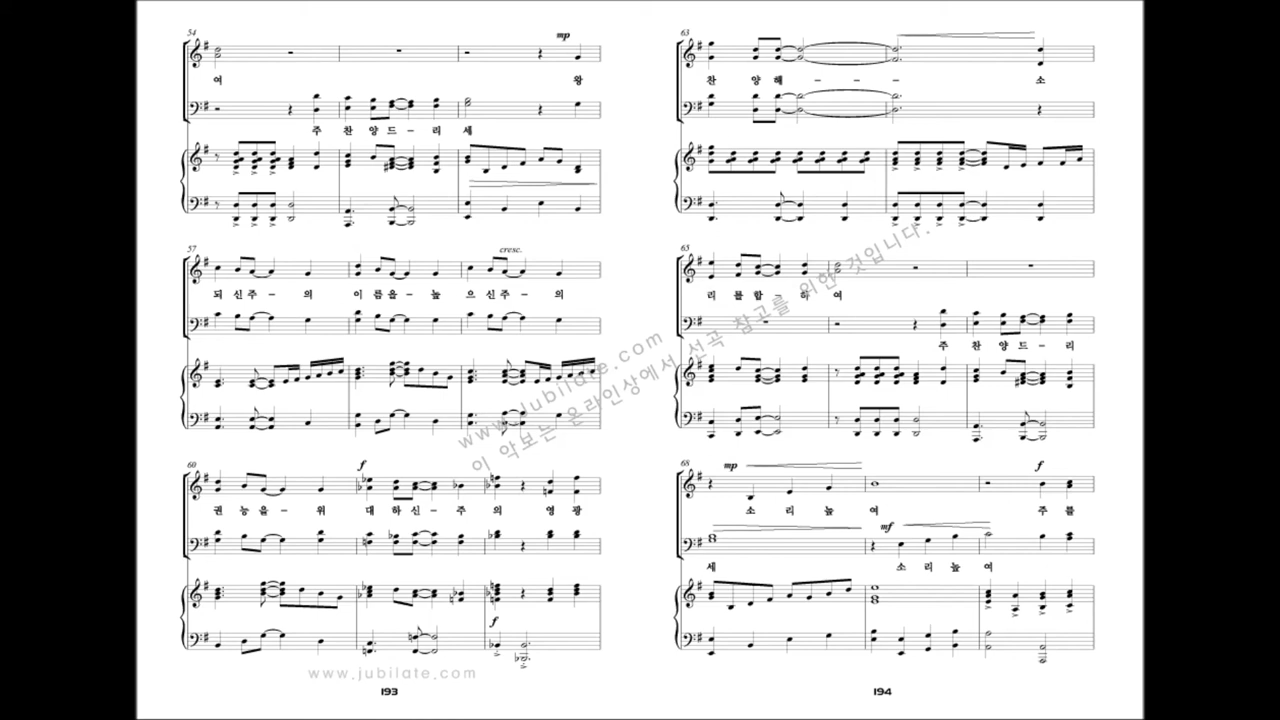 54
mp
여 왕
주 찬 양 드 - 리 세
57
cresc.
되 신 주 - 의 이 름 을 - 높 으 신 주 - 의
60
f
권 능 을 - 위 대 하 신 - 주 의 영 광
f
www.jubilate.com
193
63
찬 양 해 - - - - 소
65
리 를 합 - 하 여
주 찬 양 드 - 리
68
mp f
소 리 높 여 주 를
mf
세 소 리 높 여
194
www.jubilate.com
이 악보는 온라인상에서 선곡 참고를 위한 것입니다.